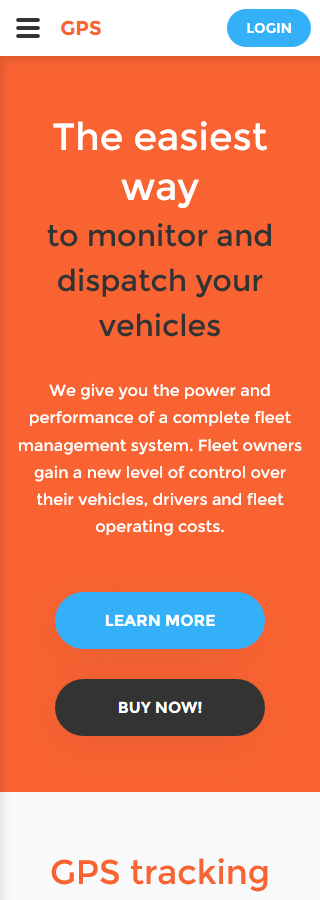 GPS
LOGIN
The easiest
way
to monitor and
dispatch your
vehicles
We give you the power and
performance of a complete fleet
management system. Fleet owners
gain a new level of control over
their vehicles, drivers and fleet
operating costs.
LEARN MORE
BUY NOW!
GPS tracking